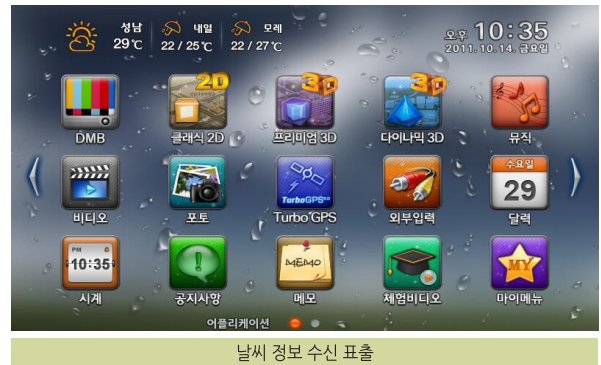 성남 내일 모레 오후 10:35
29℃ 22 / 25℃ 22 / 27℃ 2011.10.14. 금요일
2D 3D 3D
DMB 클래식 2D 프리미엄 3D 다이나믹 3D 뮤직
TurboGPS 수요일
29
비디오 포토 Turbo⁺GPS 외부입력 달력
PM
10:35 MEMO MY
시계 공지사항 메모 체험비디오 마이메뉴
어플리케이션
날씨 정보 수신 표출